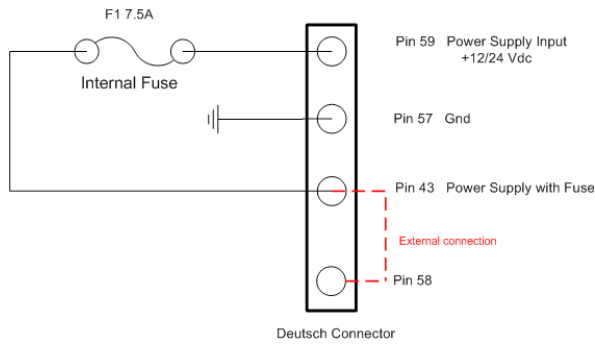 F1 7.5A
Internal Fuse
Pin 59 Power Supply Input
+12/24 Vdc
Pin 57 Gnd
Pin 43 Power Supply with Fuse
External connection
Pin 58
Deutsch Connector